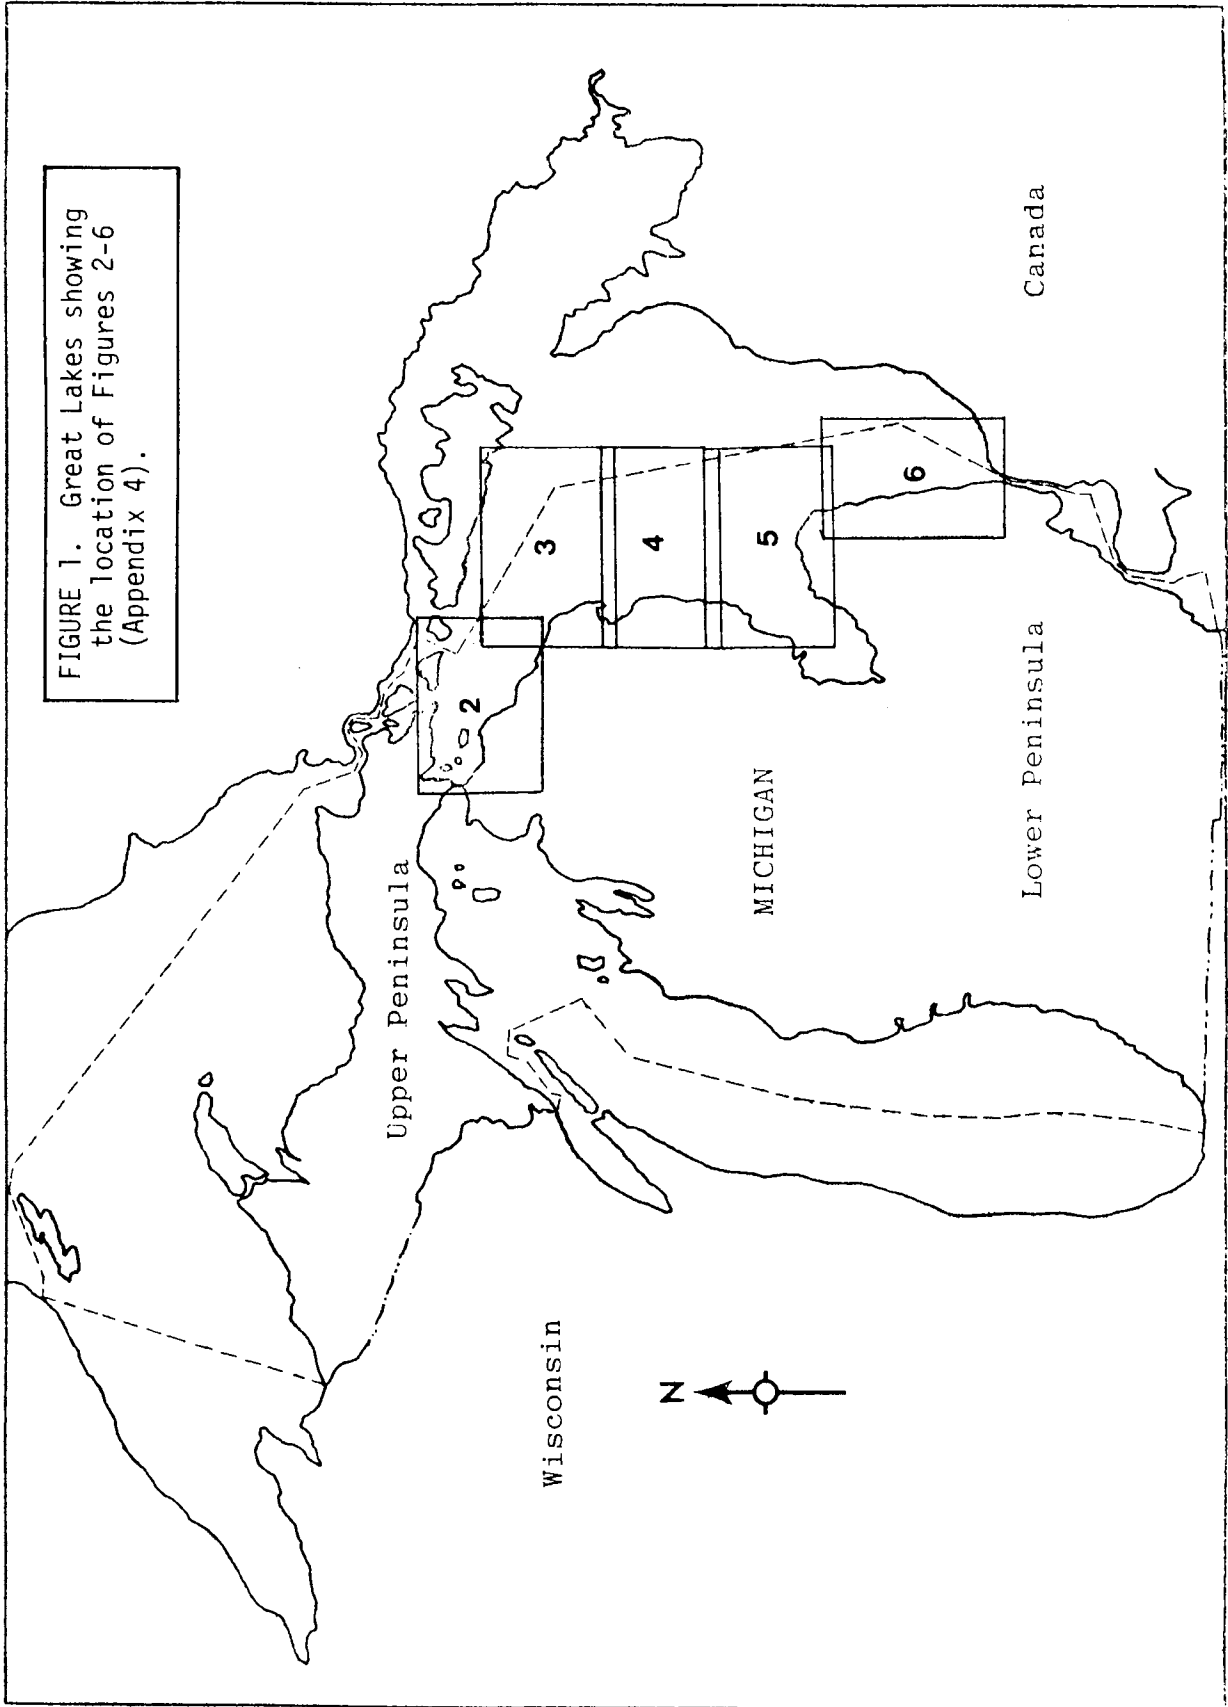 FIGURE 1. Great Lakes showing
the location of Figures 2-6
(Appendix 4).
Upper Peninsula
2
3
4
5
6
Wisconsin
N
MICHIGAN
Lower Peninsula
Canada